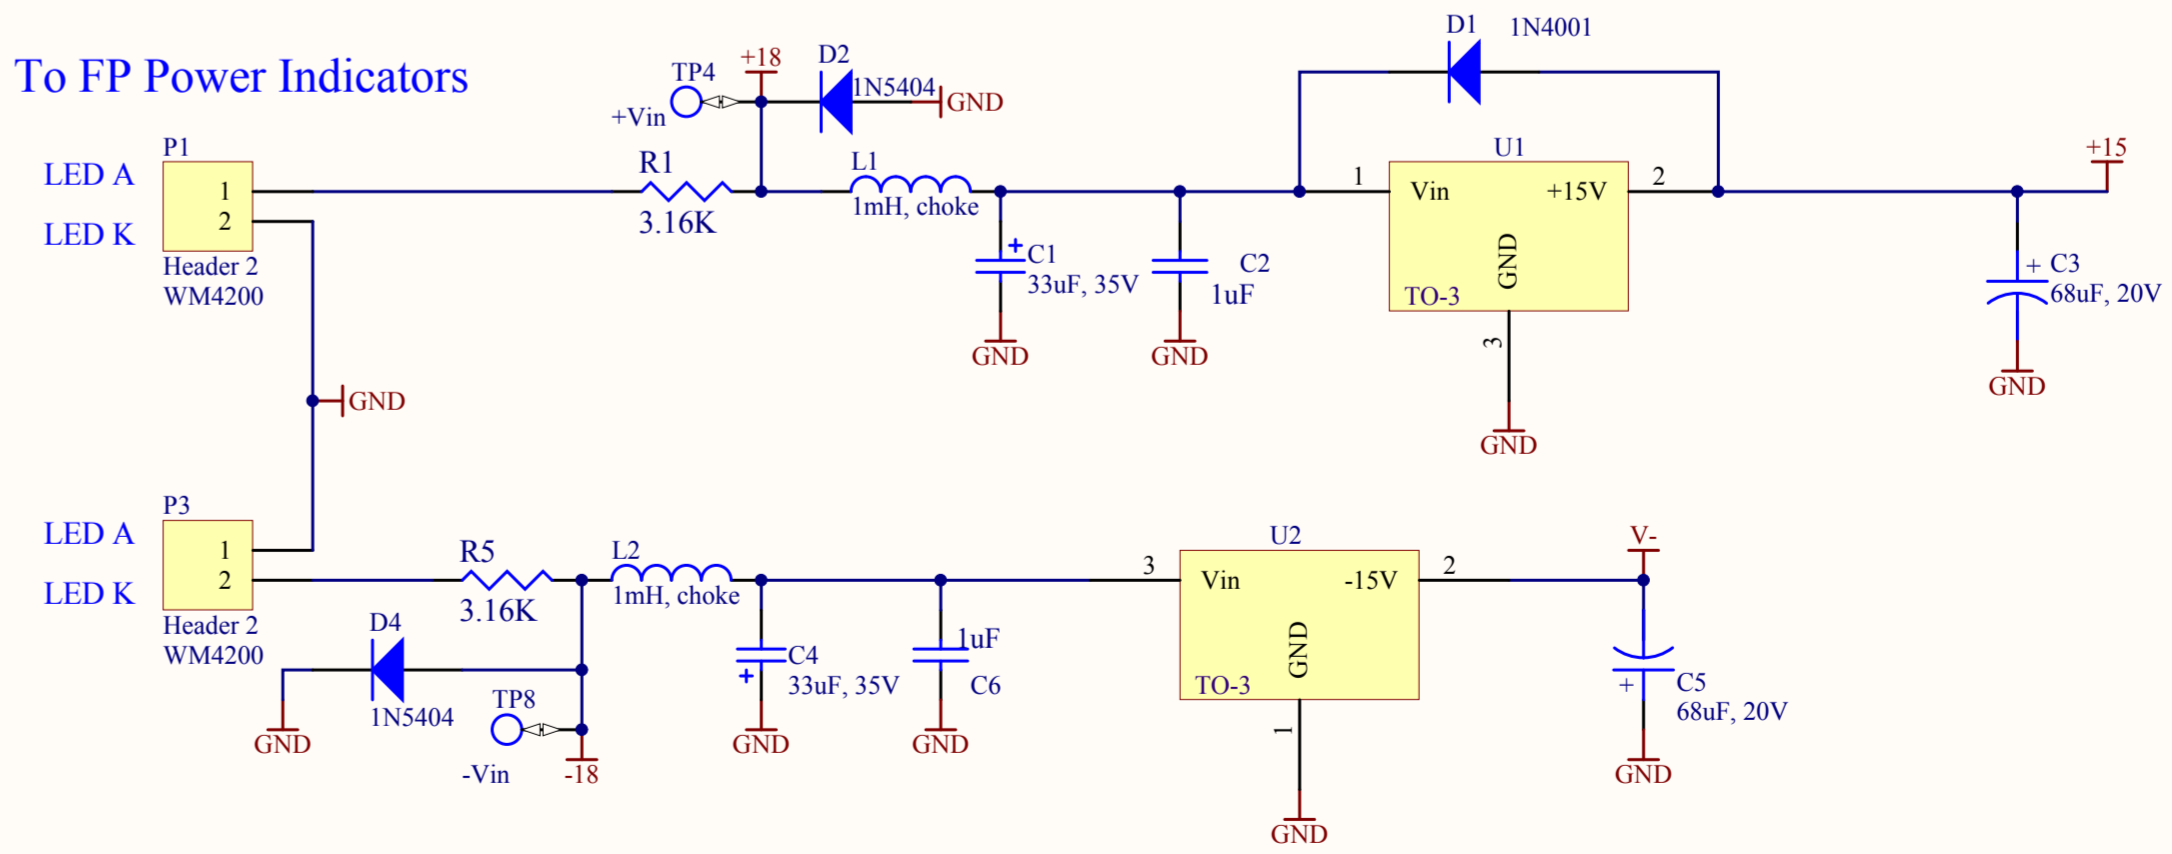 To FP Power Indicators
P1
LED A
LED K
1
2
Header 2
WM4200
GND
R1
3.16K
TP4
+Vin
+18
D2
1N5404
GND
L1
1mH, choke
+
C1
33uF, 35V
GND
C2
1uF
GND
D1
1N4001
U1
1
Vin
+15V
2
GND
TO-3
3
GND
+15
+
C3
68uF, 20V
GND
P3
LED A
LED K
1
2
Header 2
WM4200
R5
3.16K
D4
1N5404
GND
TP8
-Vin
-18
L2
1mH, choke
C4
+
33uF, 35V
GND
1uF
C6
GND
U2
3
Vin
-15V
2
GND
TO-3
1
GND
V-
+
C5
68uF, 20V
GND